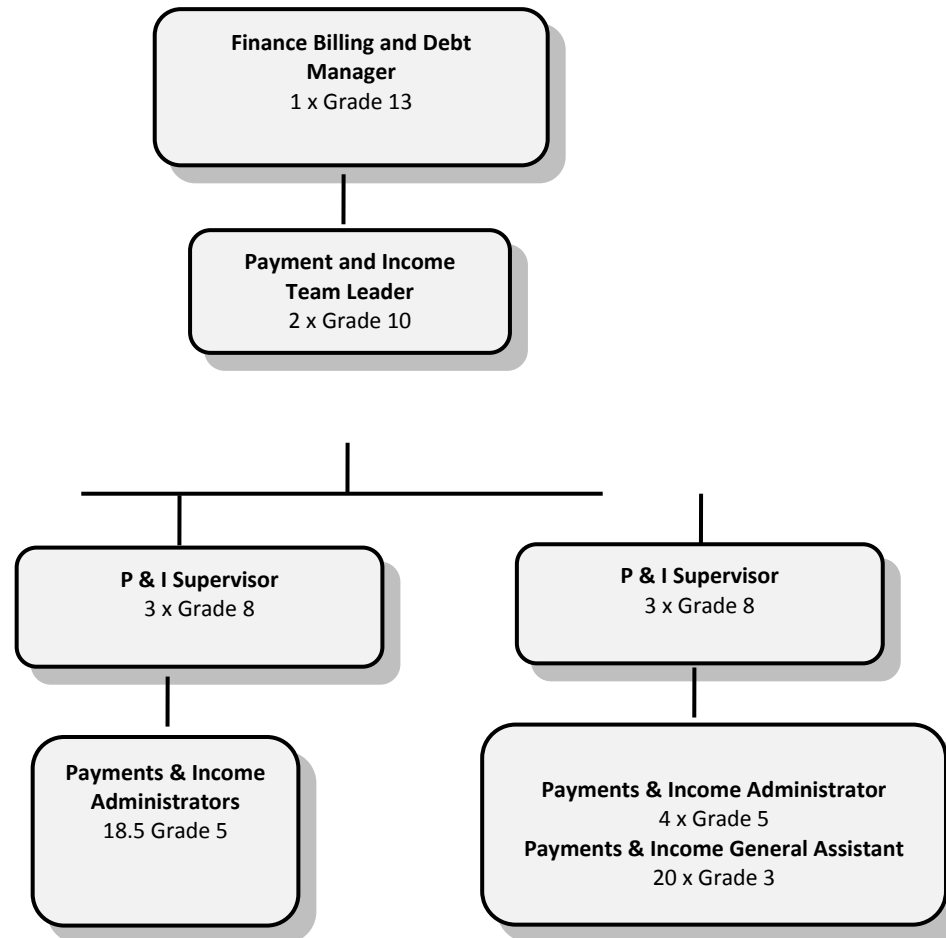 Finance Billing and Debt
Manager
1 x Grade 13
Payment and Income
Team Leader
2 x Grade 10
P & I Supervisor
3 x Grade 8
P & I Supervisor
3 x Grade 8
Payments & Income
Administrators
18.5 Grade 5
Payments & Income Administrator
4 x Grade 5
Payments & Income General Assistant
20 x Grade 3